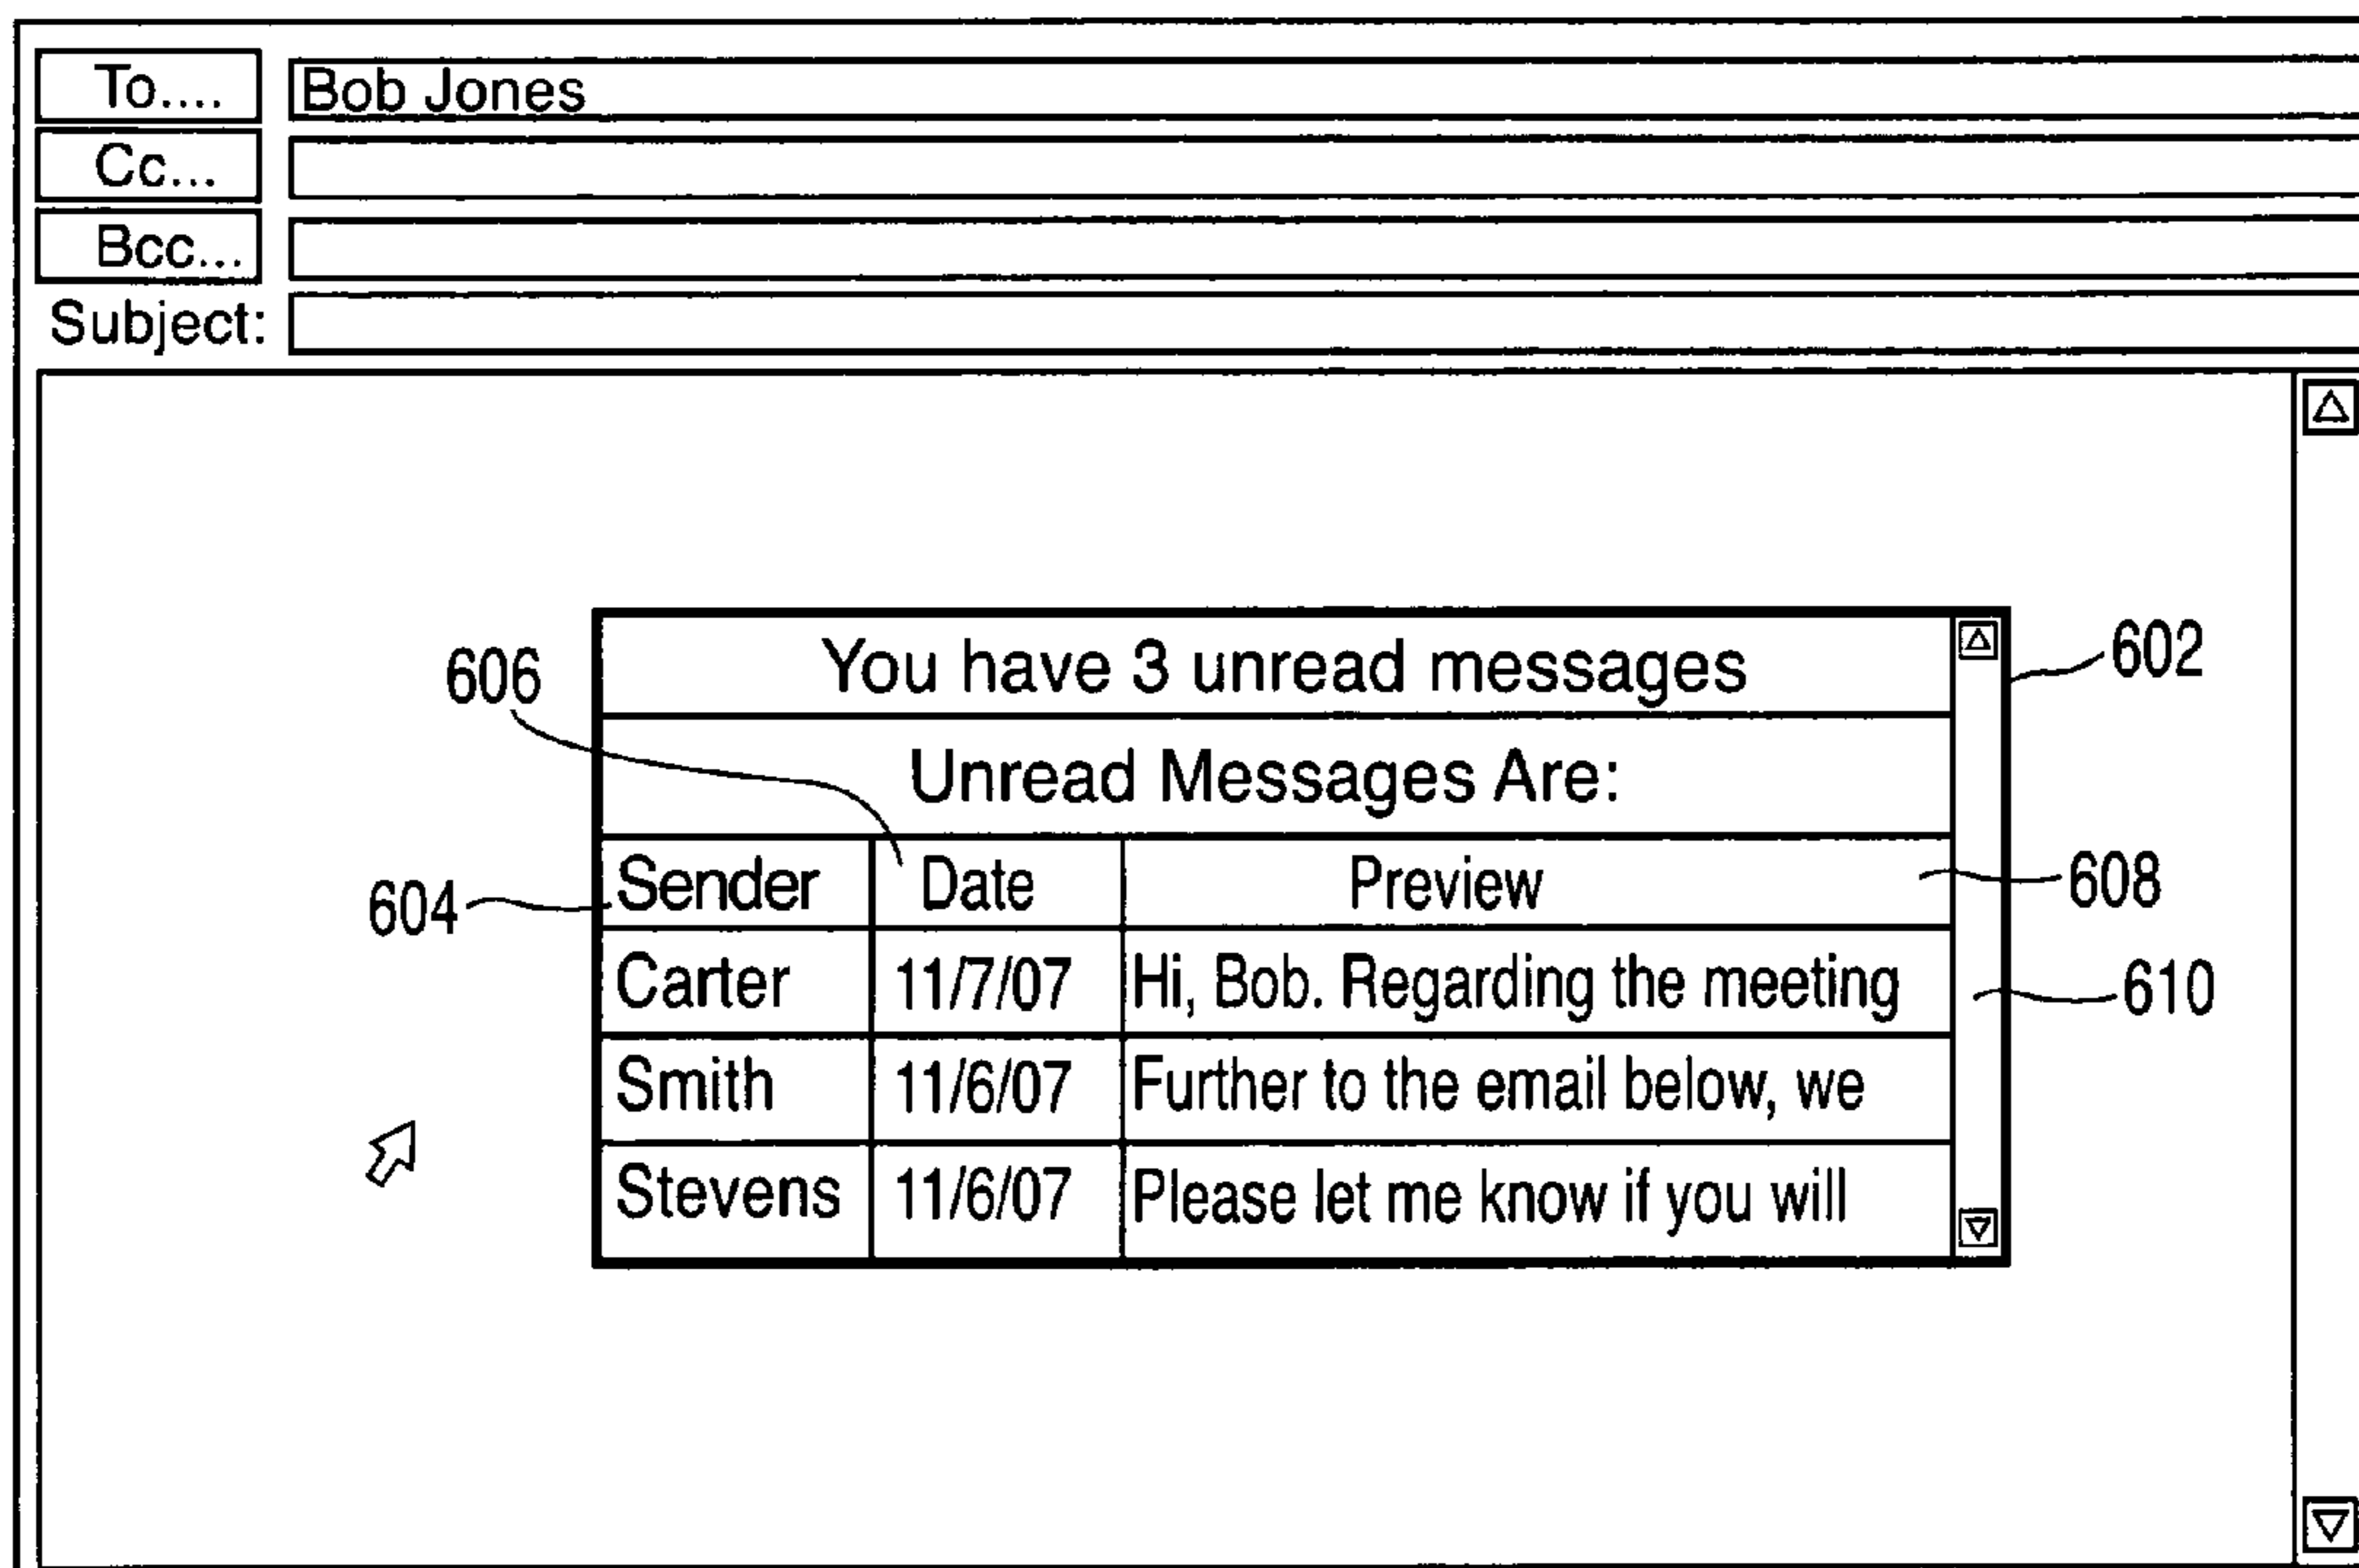 To.... Bob Jones
Cc...
Bcc...
Subject:
You have 3 unread messages
602
606
Unread Messages Are:
604
Sender Date Preview
608
Carter 11/7/07 Hi, Bob. Regarding the meeting
610
Smith 11/6/07 Further to the email below, we
Stevens 11/6/07 Please let me know if you will